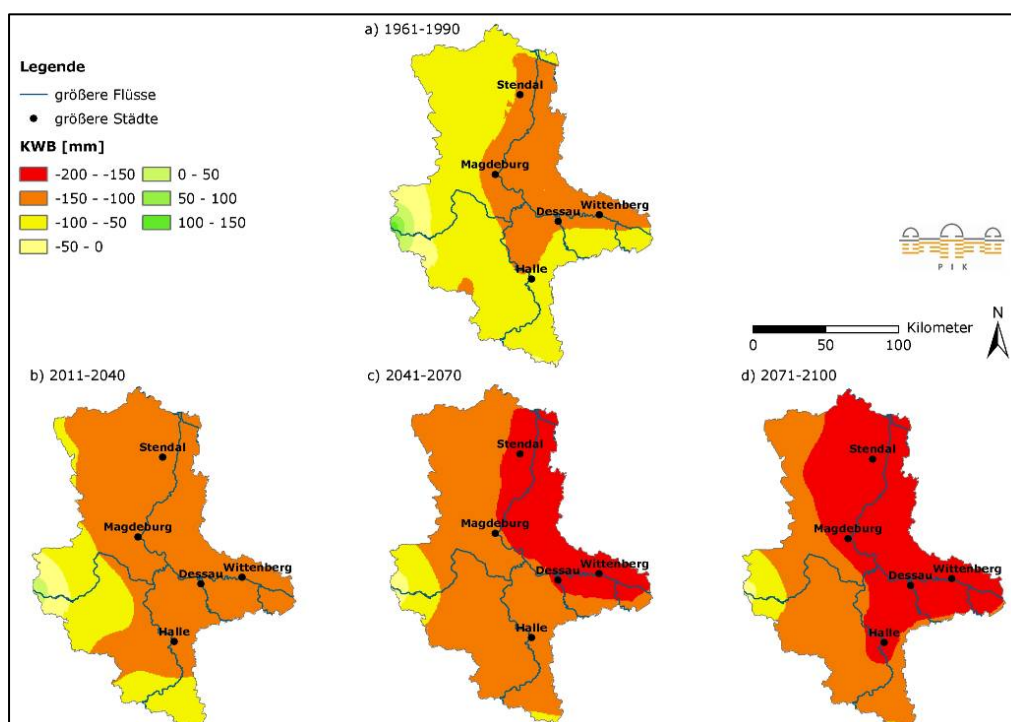 a) 1961-1990
Legende
größere Flüsse
größere Städte
KWB [mm]
-200 - -150
0 - 50
-150 - -100
50 - 100
-100 - -50
100 - 150
-50 - 0
Stendal
Magdeburg
Dessau
Wittenberg
Halle
P I K
N
Kilometer
0 50 100
b) 2011-2040
Stendal
Magdeburg
Dessau
Wittenberg
Halle
c) 2041-2070
Stendal
Magdeburg
Dessau
Wittenberg
Halle
d) 2071-2100
Stendal
Magdeburg
Dessau
Wittenberg
Halle